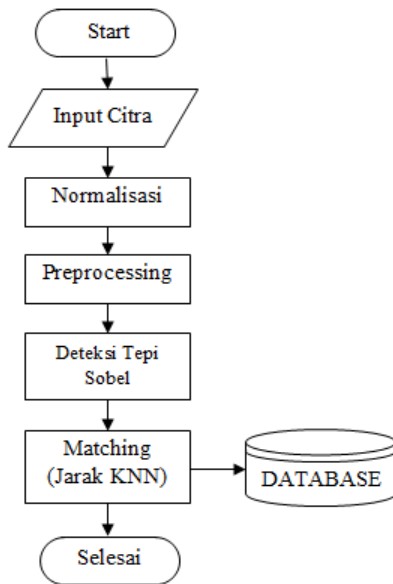 Start
Input Citra
Normalisasi
Preprocessing
Deteksi Tepi
Sobel
Matching
(Jarak KNN)
DATABASE
Selesai